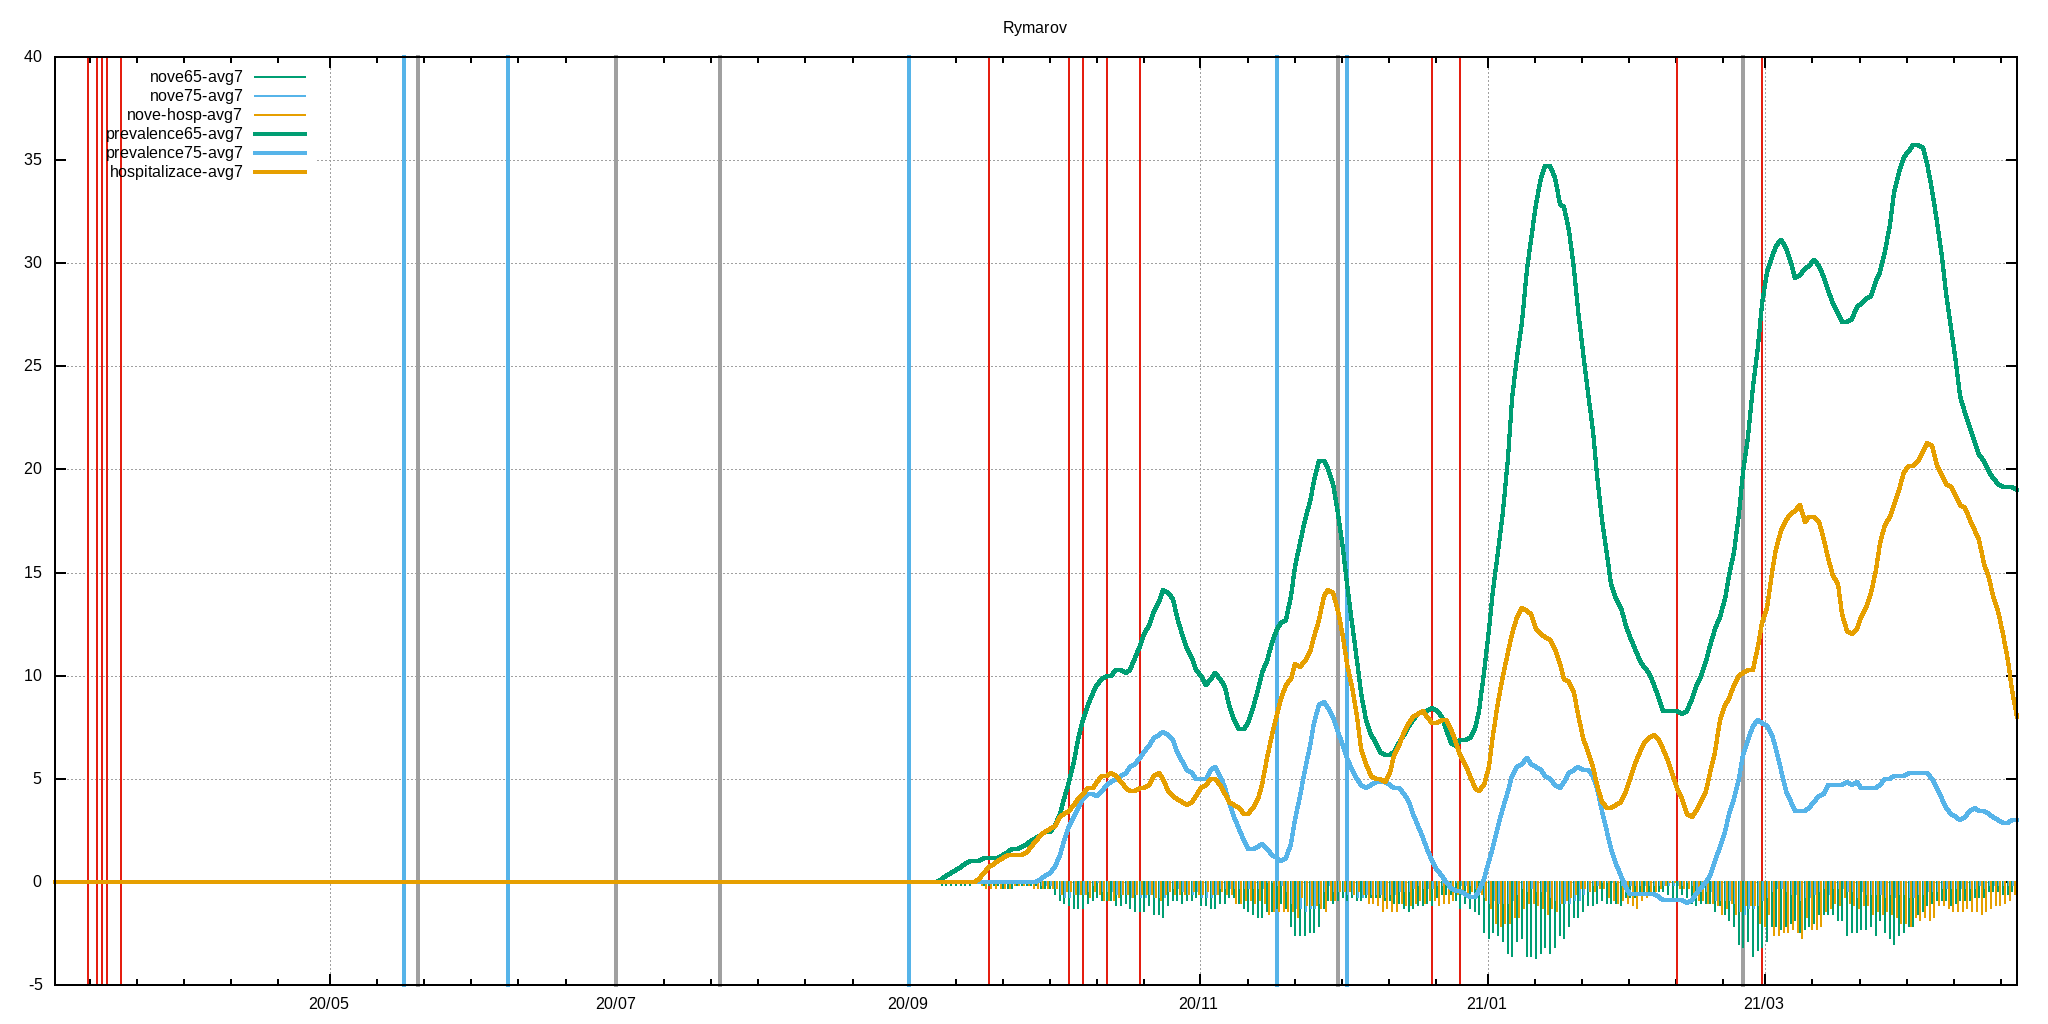 Rymarov
40
nove65-avg7
nove75-avg7
nove-hosp-avg7
prevalence65-avg7
prevalence75-avg7
hospitalizace-avg7
35
30
25
20
15
10
5
0
-5
20/05
20/07
20/09
20/11
21/01
21/03